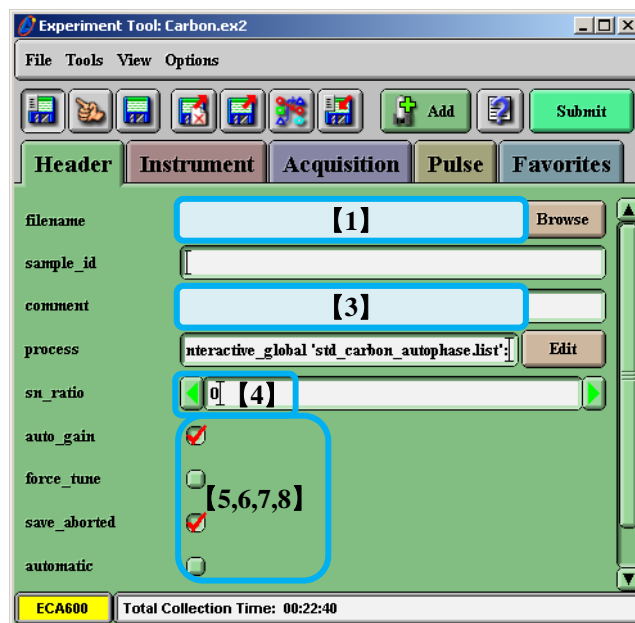 Experiment Tool: Carbon.ex2
File Tools View Options
Add Submit
Header Instrument Acquisition Pulse Favorites
filename 【1】 Browse
sample_id
comment 【3】
process nteractive_global 'std_carbon_autophase.list': Edit
sn_ratio 0 【4】
auto_gain
force_tune
【5,6,7,8】
save_aborted
automatic
ECA600 Total Collection Time: 00:22:40